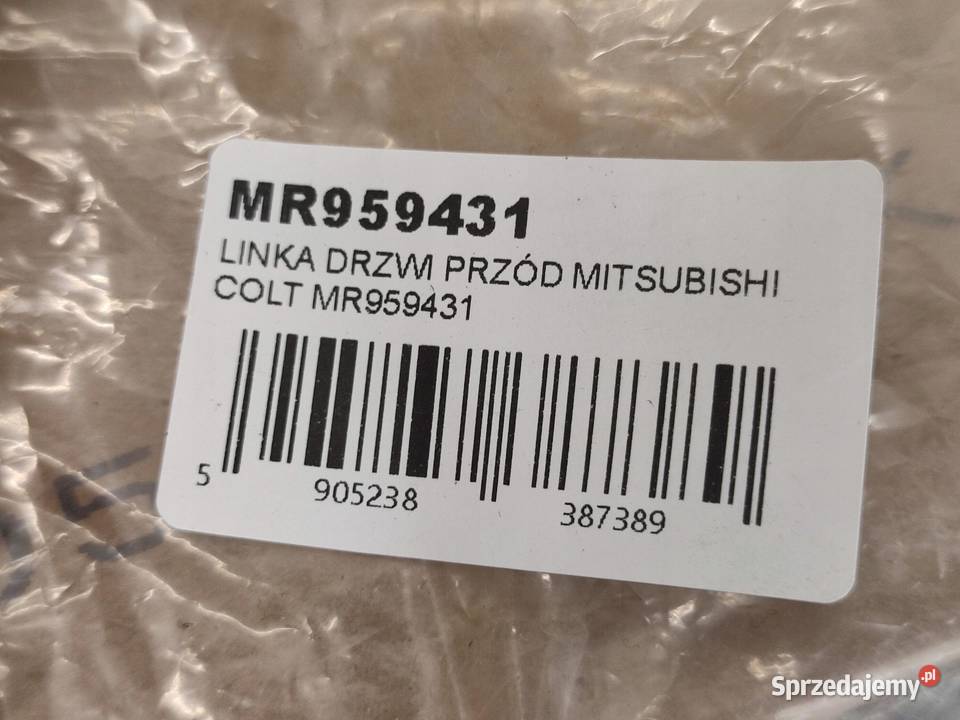 MR959431
LINKA DRZWI PRZÓD MITSUBISHI
COLT MR959431
5 905238 387389
Sprzedajemy.pl